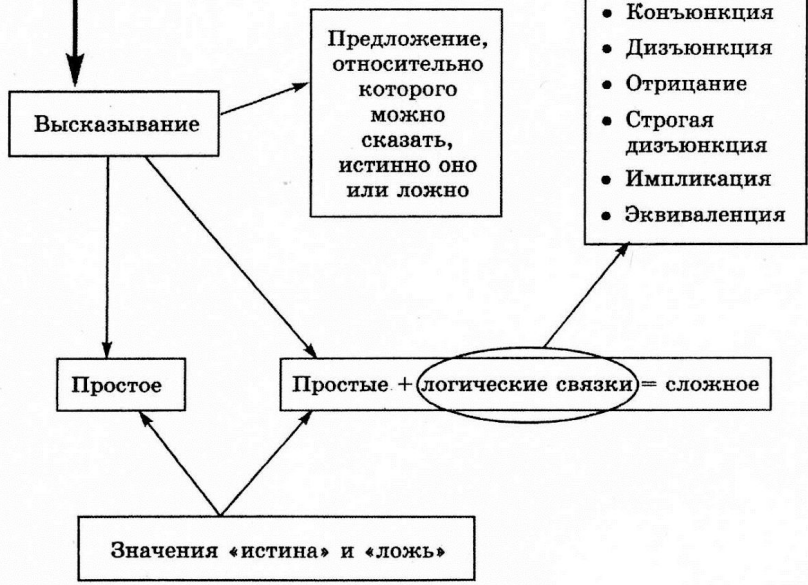 Высказывание
Предложение,
относительно
которого
можно
сказать,
истинно оно
или ложно
• Конъюнкция
• Дизъюнкция
• Отрицание
• Строгая
дизъюнкция
• Импликация
• Эквиваленция
Простое
Простые + логические связки = сложное
Значения «истина» и «ложь»